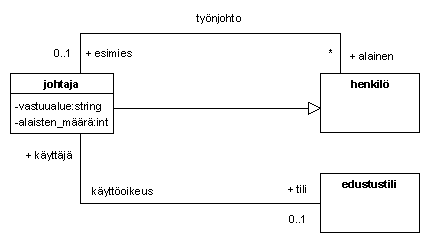 työnjohto
0..1
+ esimies
*
+ alainen
johtaja
-vastuualue:string
-alaisten_määrä:int
henkilö
+ käyttäjä
käyttöoikeus
+ tili
0..1
edustustili